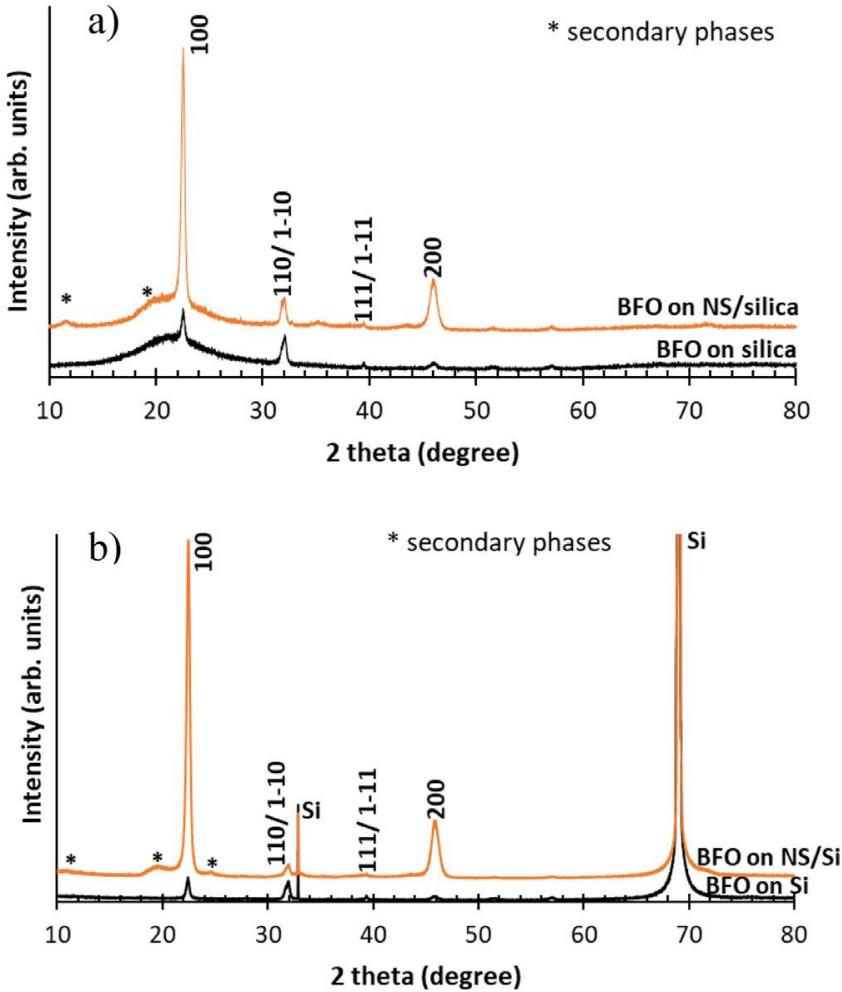 a)
100
* secondary phases
Intensity (arb. units)
110/ 1-10
111/ 1-11
200
*
*
BFO on NS/silica
BFO on silica
10 20 30 40 50 60 70 80
2 theta (degree)
b)
100
* secondary phases
Si
Intensity (arb. units)
110/ 1-10
Si
111/ 1-11
200
*
*
*
BFO on NS/Si
BFO on Si
10 20 30 40 50 60 70 80
2 theta (degree)